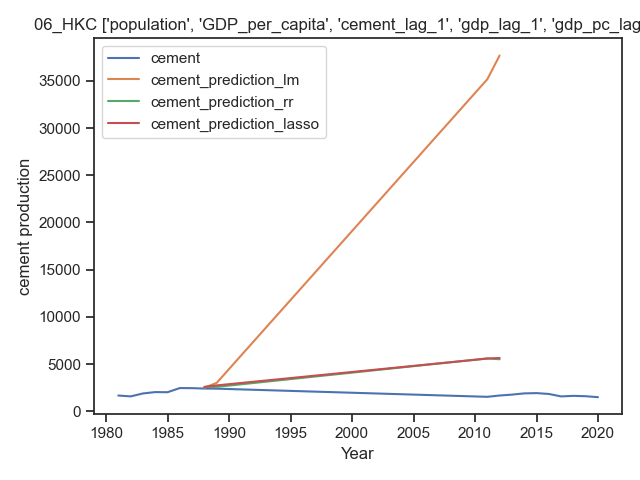 06_HKC ['population', 'GDP_per_capita', 'cement_lag_1', 'gdp_lag_1', 'gdp_pc_lag
cement
cement_prediction_lm
cement_prediction_rr
cement_prediction_lasso
35000
30000
25000
20000
15000
10000
5000
0
cement production
1980 1985 1990 1995 2000 2005 2010 2015 2020
Year